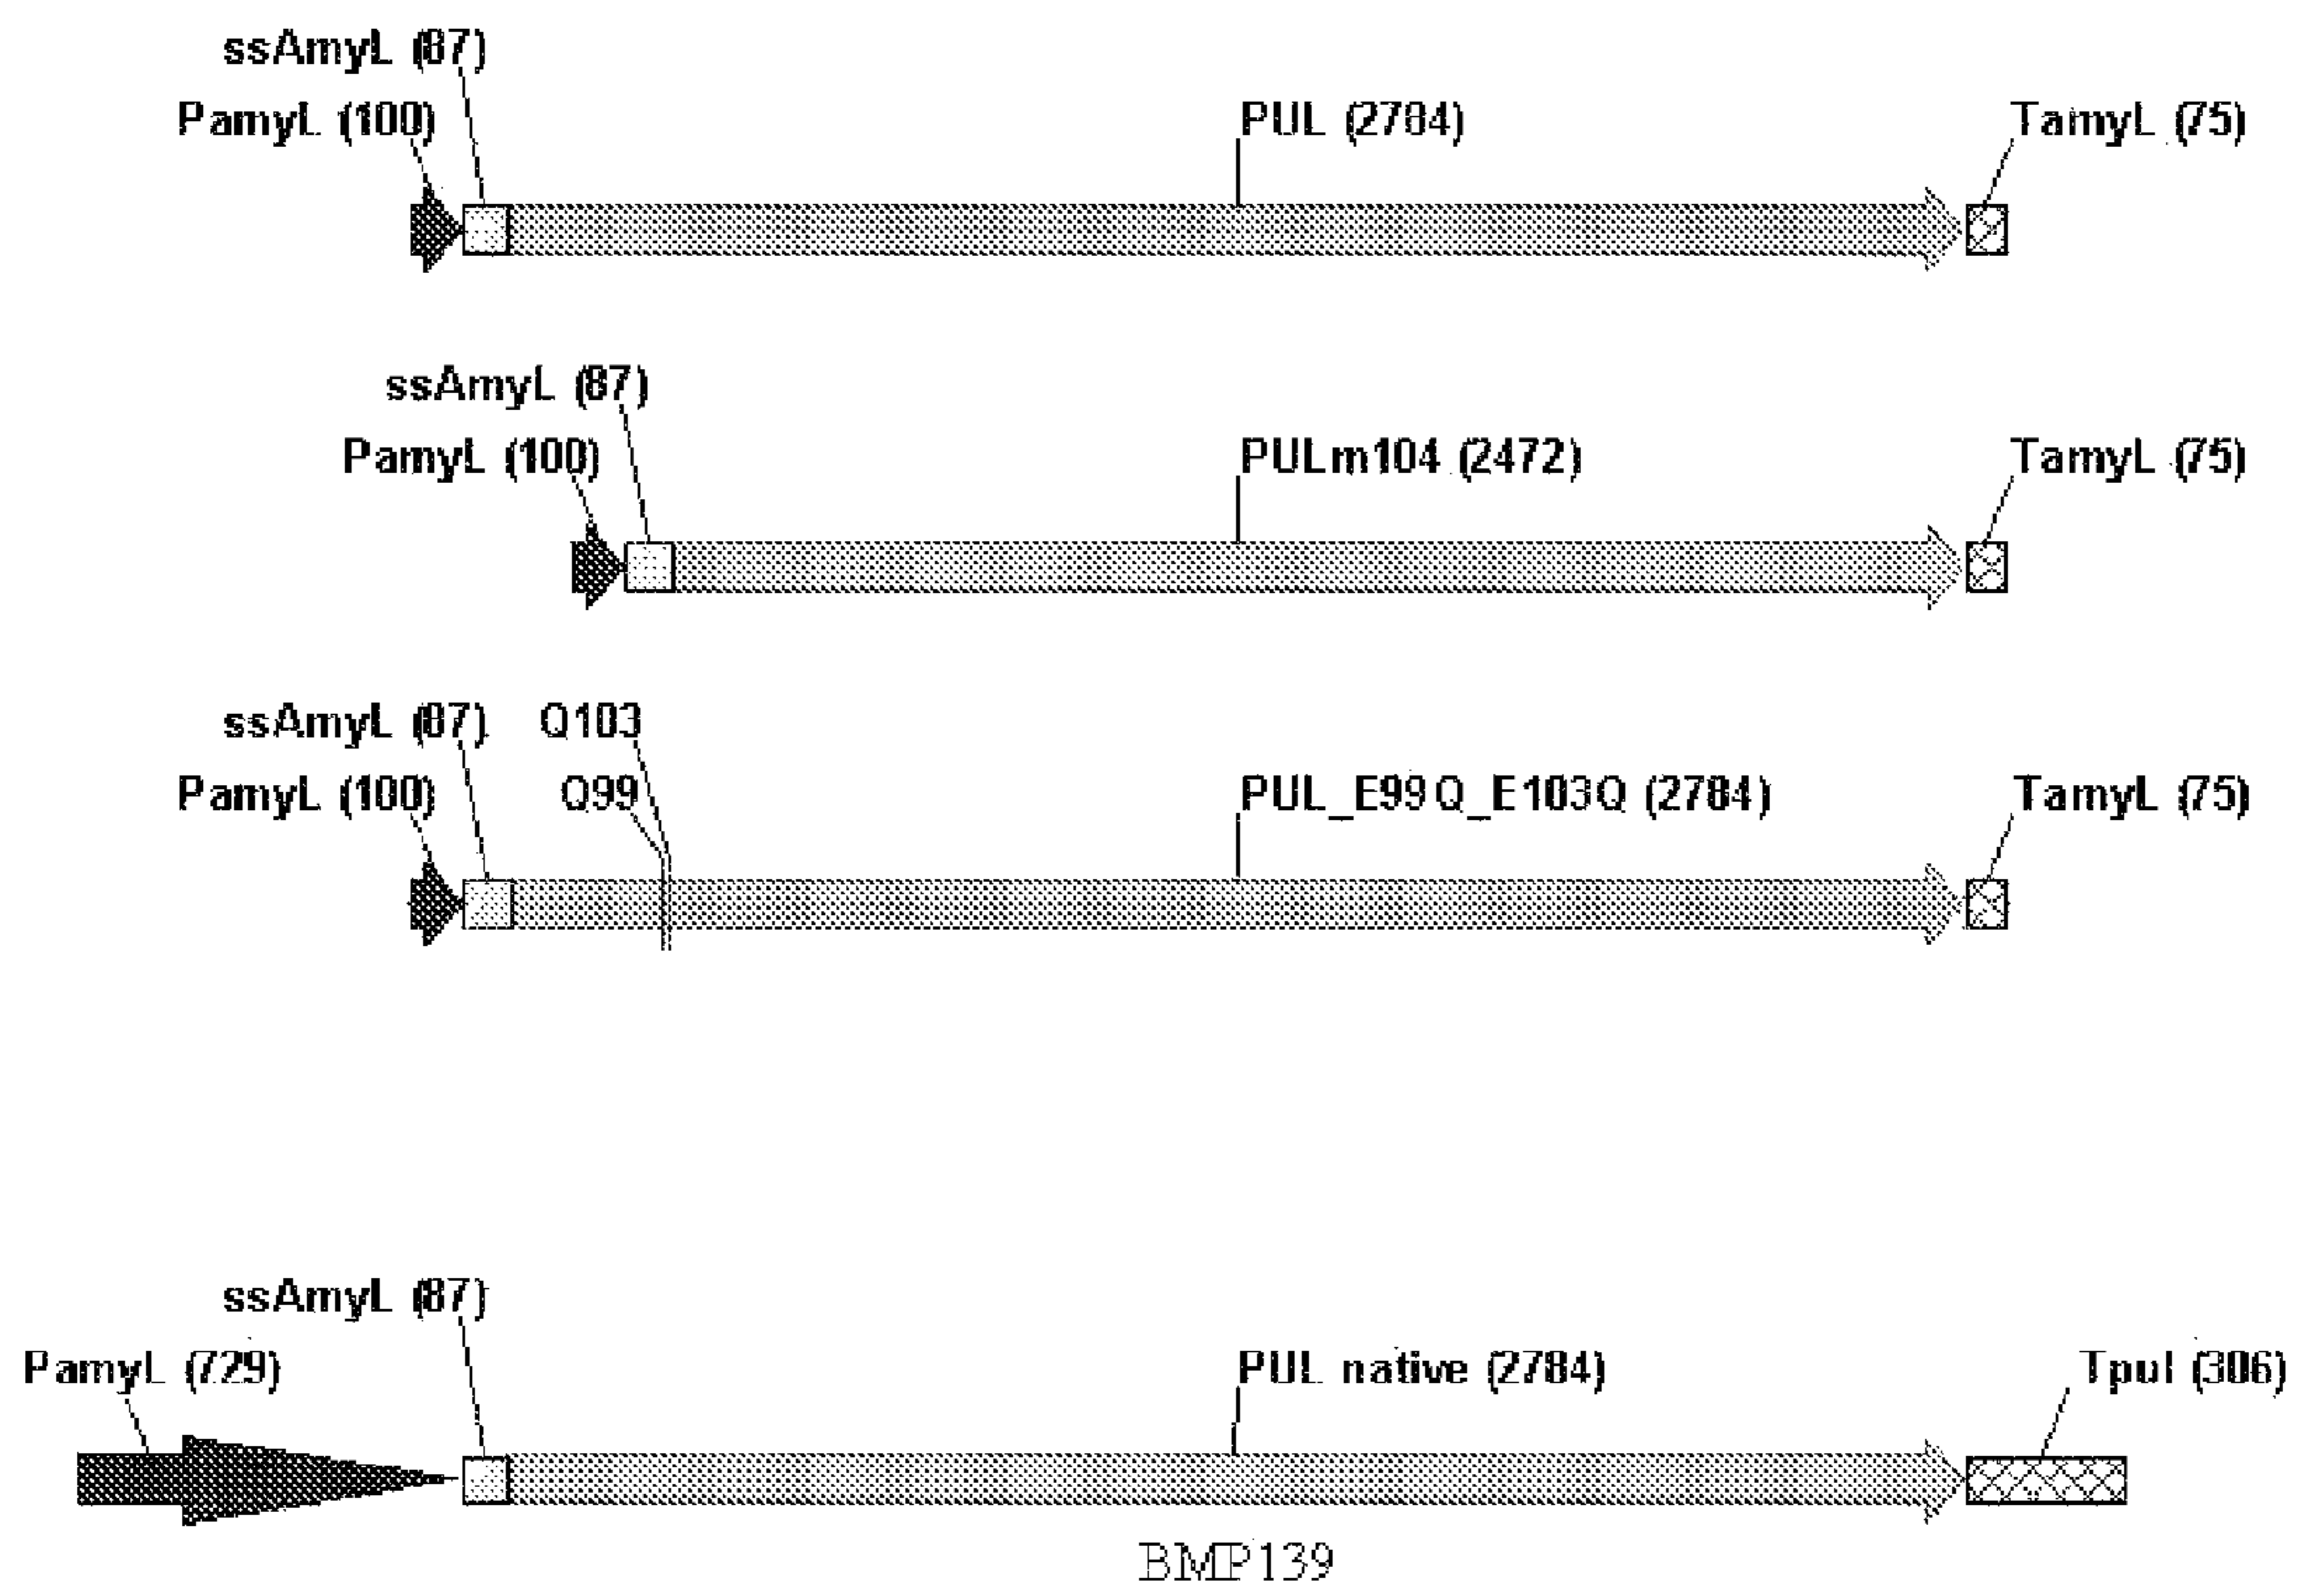 ssAmyL (87)
PamyL (100) PUL (2784) TamyL (75)
ssAmyL (87)
PamyL (100) PULm104 (2472) TamyL (75)
ssAmyL (87) Q103
PamyL (100) Q99 PUL_E99Q_E103Q (2784) TamyL (75)
ssAmyL (87)
PamyL (729) PUL native (2784) Tpul (306)
BMP139